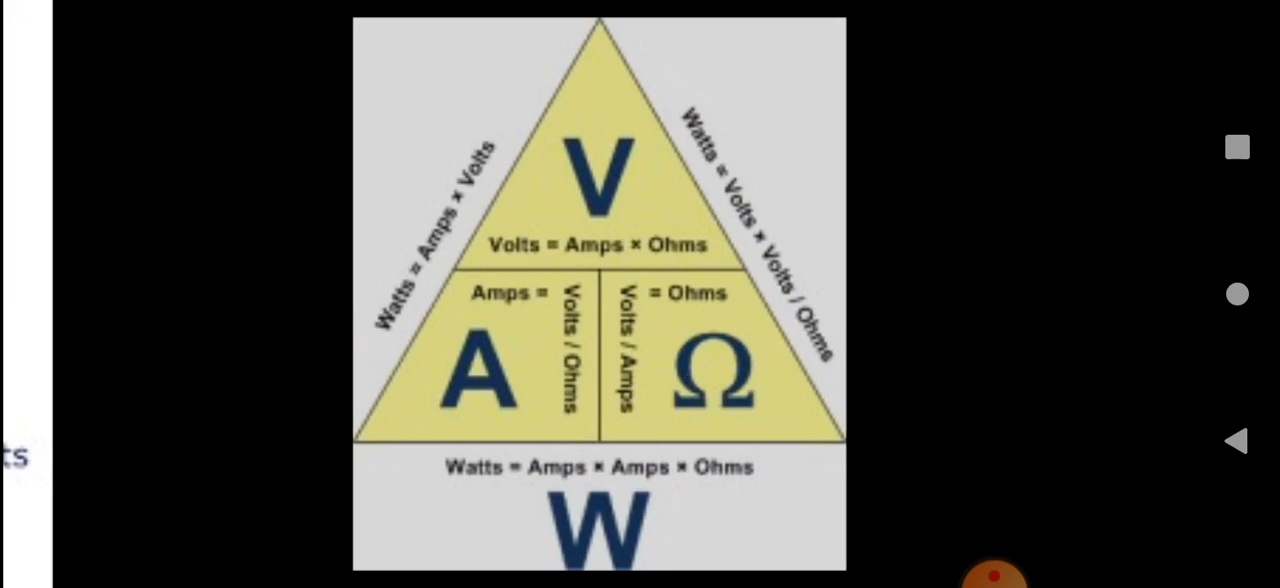 V
Watts = Amps × Volts
Watts = Volts × Volts / Ohms
Volts = Amps × Ohms
Amps = Volts / Ohms
Volts / Amps = Ohms
A
Ω
Watts = Amps × Amps × Ohms
W
ts